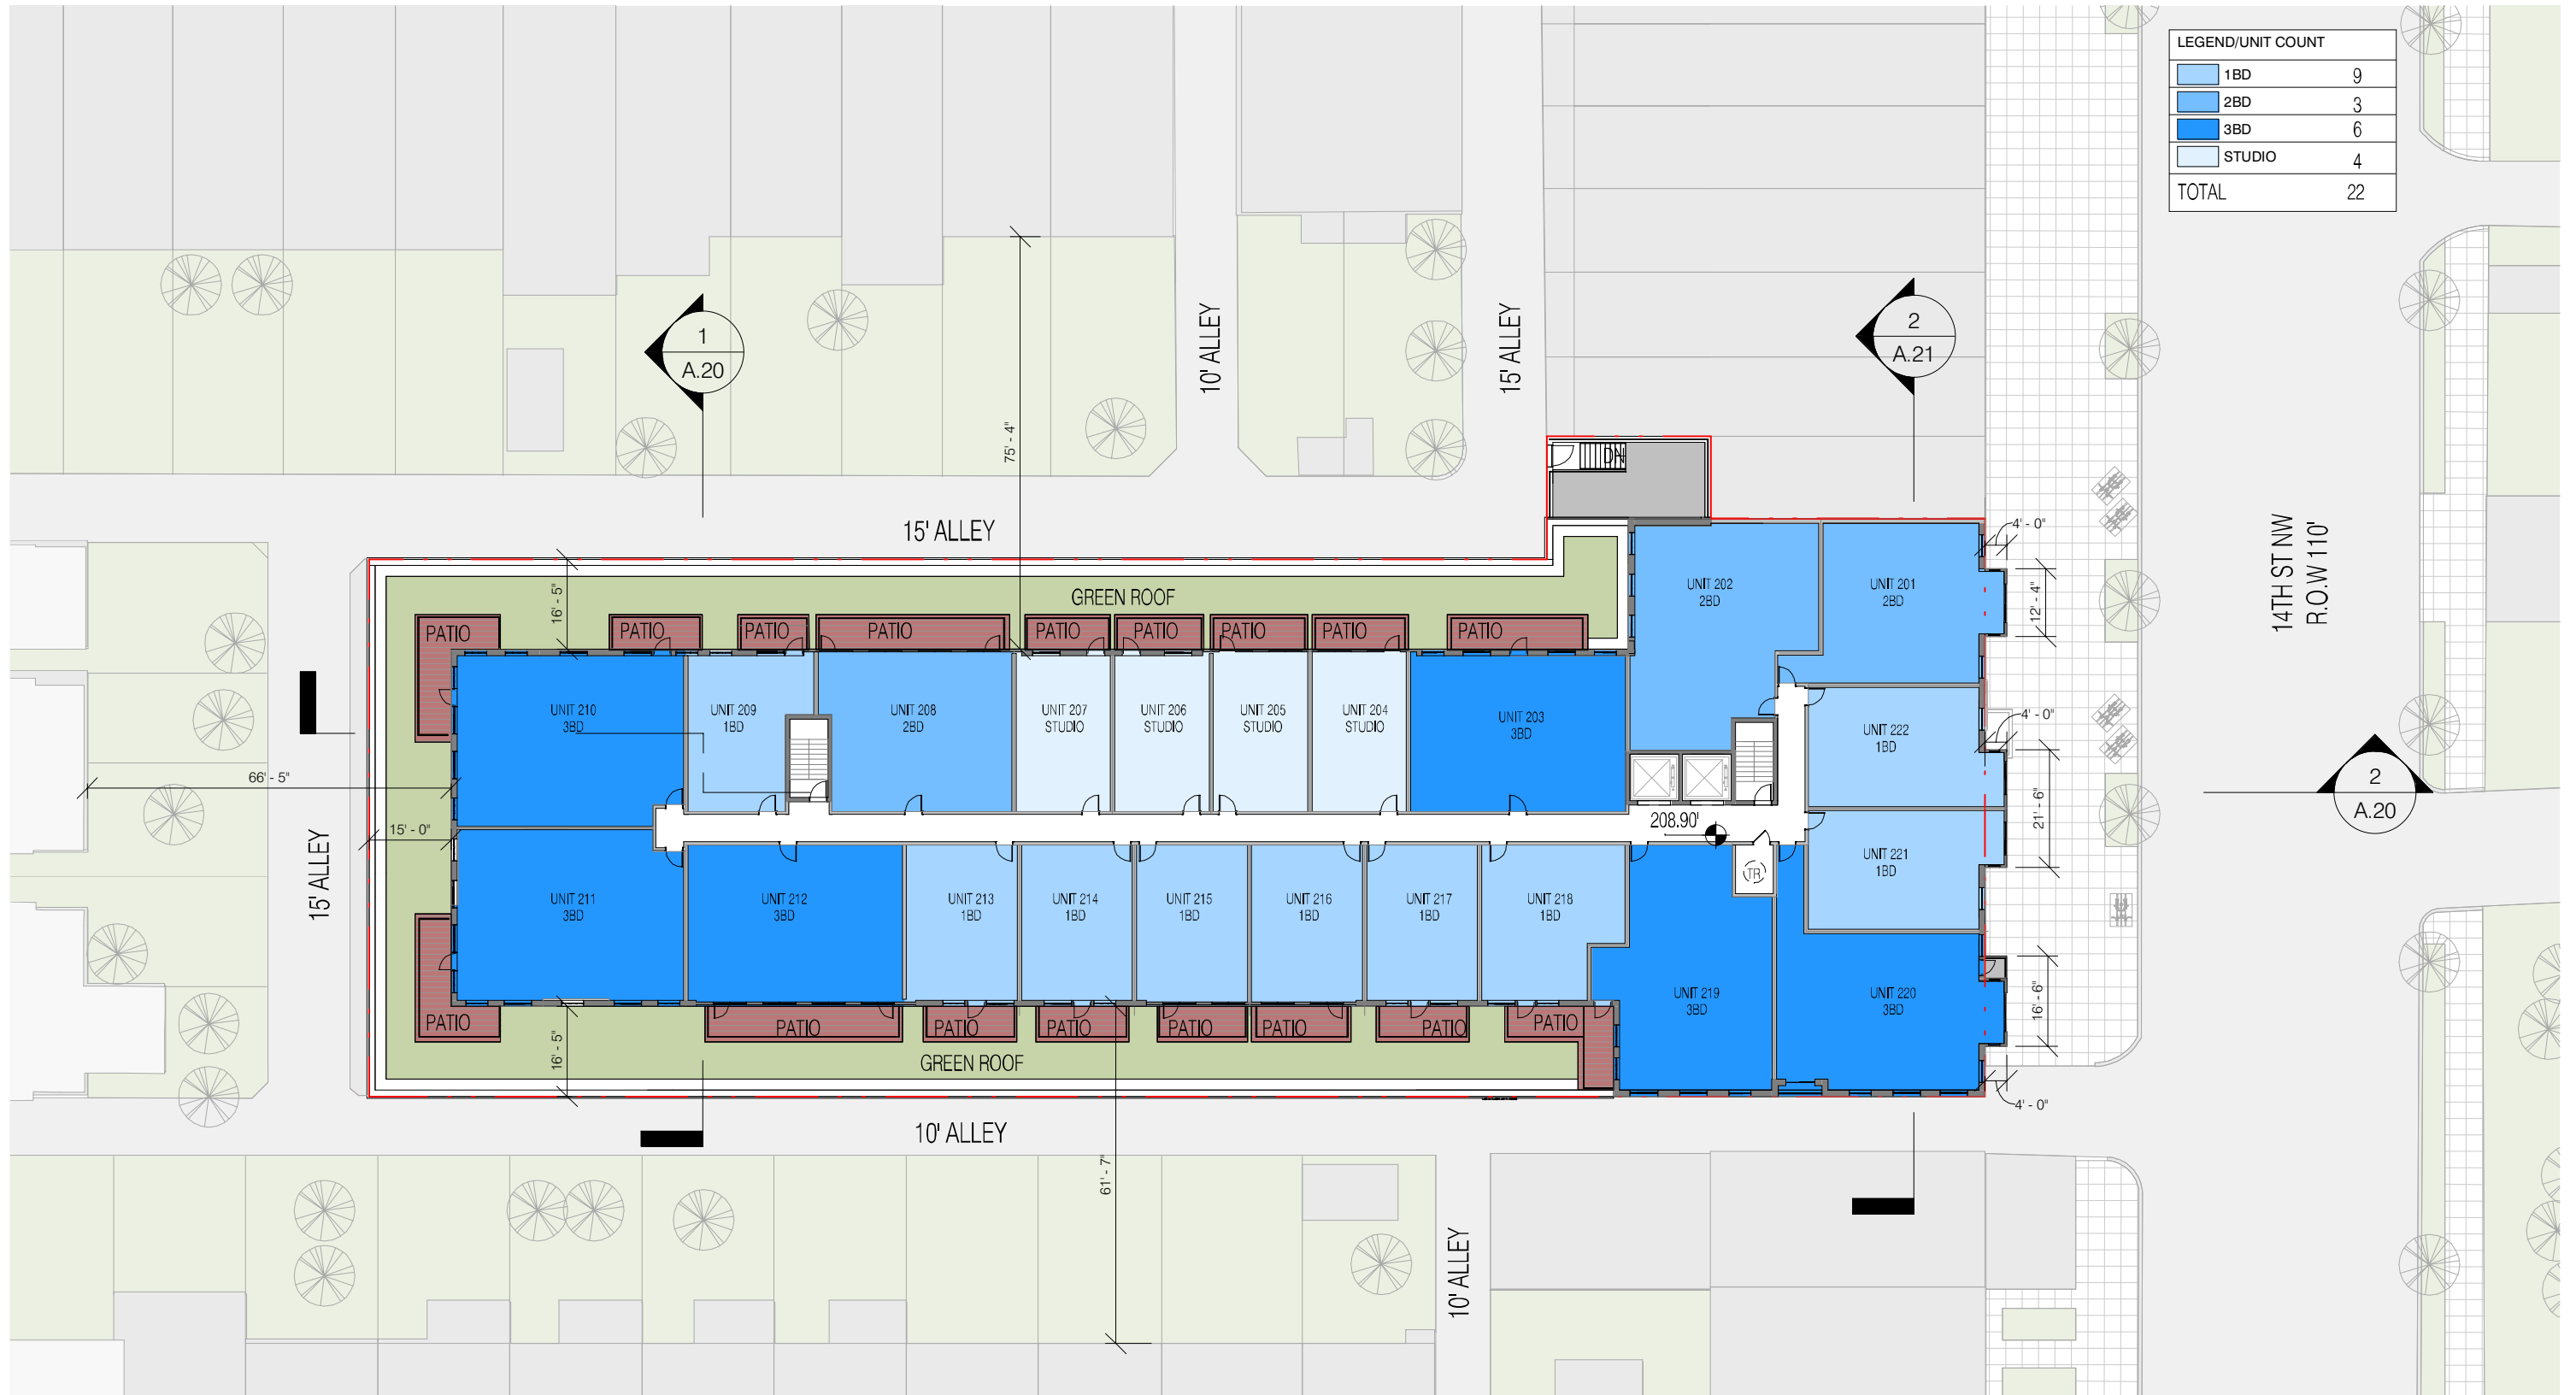 LEGEND/UNIT COUNT
1BD 9
2BD 3
3BD 6
STUDIO 4
TOTAL 22
1
A.20
10' ALLEY
15' ALLEY
2
A.21
75' - 4"
DN
15' ALLEY
4' - 0"
14TH ST NW
R.O.W 110'
12' - 4"
16' - 5"
GREEN ROOF
PATIO
PATIO
PATIO
PATIO
PATIO
PATIO
PATIO
PATIO
PATIO
UNIT 202
2BD
UNIT 201
2BD
UNIT 210
3BD
UNIT 209
1BD
UNIT 208
2BD
UNIT 207
STUDIO
UNIT 206
STUDIO
UNIT 205
STUDIO
UNIT 204
STUDIO
UNIT 203
3BD
UNIT 222
1BD
4' - 0"
66' - 5"
21' - 6"
2
A.20
15' - 0"
208.90'
15' ALLEY
UNIT 221
1BD
TR
UNIT 211
3BD
UNIT 212
3BD
UNIT 213
1BD
UNIT 214
1BD
UNIT 215
1BD
UNIT 216
1BD
UNIT 217
1BD
UNIT 218
1BD
UNIT 219
3BD
UNIT 220
3BD
16' - 6"
PATIO
PATIO
PATIO
PATIO
PATIO
PATIO
PATIO
PATIO
16' - 5"
GREEN ROOF
4' - 0"
10' ALLEY
61' - 7"
10' ALLEY